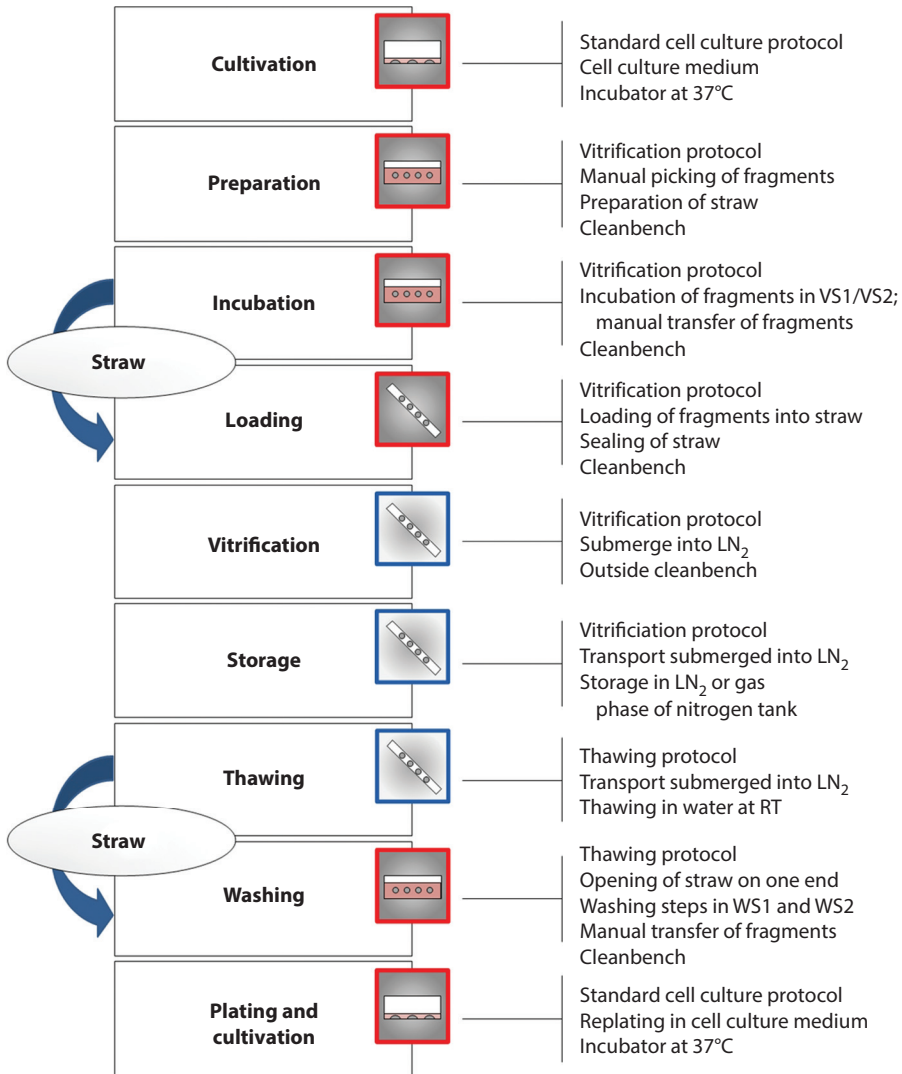 Cultivation
Standard cell culture protocol
Cell culture medium
Incubator at 37°C
Preparation
Vitrification protocol
Manual picking of fragments
Preparation of straw
Cleanbench
Incubation
Vitrification protocol
Incubation of fragments in VS1/VS2;
manual transfer of fragments
Cleanbench
Straw
Loading
Vitrification protocol
Loading of fragments into straw
Sealing of straw
Cleanbench
Vitrification
Vitrification protocol
Submerge into LN₂
Outside cleanbench
Storage
Vitrificiation protocol
Transport submerged into LN₂
Storage in LN₂ or gas
phase of nitrogen tank
Thawing
Thawing protocol
Transport submerged into LN₂
Thawing in water at RT
Straw
Washing
Thawing protocol
Opening of straw on one end
Washing steps in WS1 and WS2
Manual transfer of fragments
Cleanbench
Plating and
cultivation
Standard cell culture protocol
Replating in cell culture medium
Incubator at 37°C